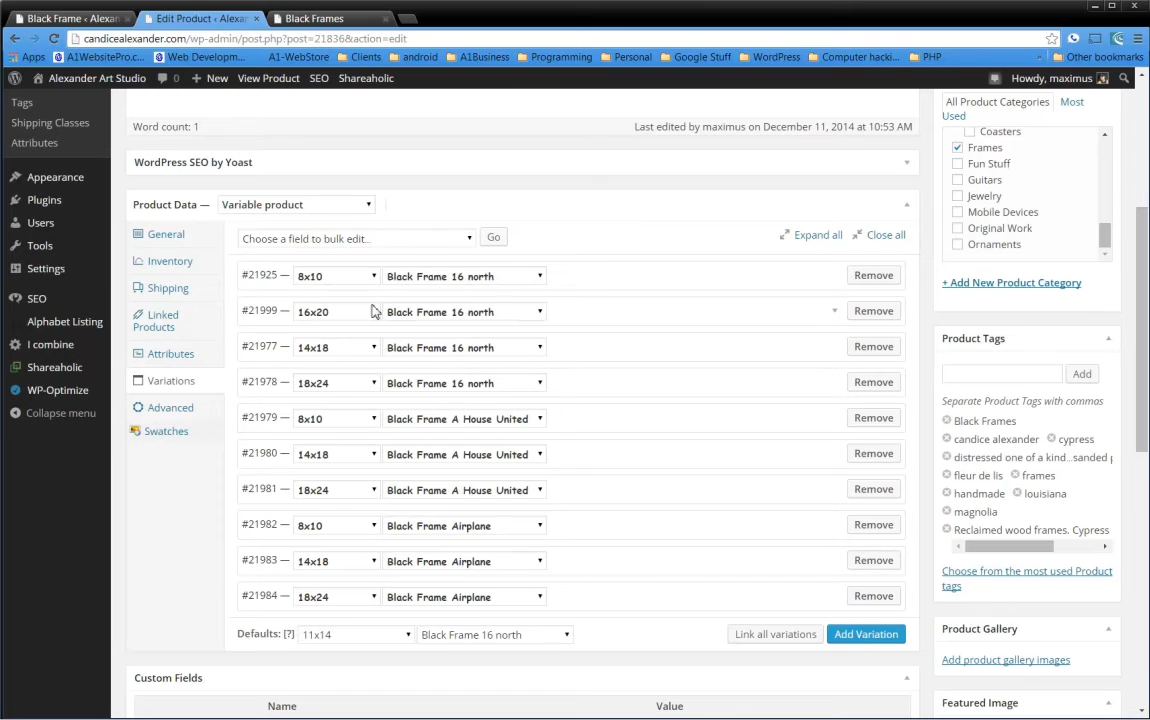 Black Frame ‹ Alexan
Edit Product ‹ Alexan
Black Frames
candicealexander.com/wp-admin/post.php?post=21836&action=edit
Apps A1WebsitePro.c... Web Developm... A1-WebStore Clients android A1Business Programming Personal Google Stuff WordPress Computer hacki... PHP Other bookmarks
Alexander Art Studio 0 New View Product SEO Shareaholic Howdy, maximus
Tags
Shipping Classes
Attributes
Appearance
Plugins
Users
Tools
Settings
SEO
Alphabet Listing
I combine
Shareaholic
WP-Optimize
Collapse menu
Word count: 1 Last edited by maximus on December 11, 2014 at 10:53 AM
WordPress SEO by Yoast
Product Data — Variable product
General
Inventory
Shipping
Linked
Products
Attributes
Variations
Advanced
Swatches
Choose a field to bulk edit... Go Expand all Close all
#21925 — 8x10 Black Frame 16 north Remove
#21999 — 16x20 Black Frame 16 north Remove
#21977 — 14x18 Black Frame 16 north Remove
#21978 — 18x24 Black Frame 16 north Remove
#21979 — 8x10 Black Frame A House United Remove
#21980 — 14x18 Black Frame A House United Remove
#21981 — 18x24 Black Frame A House United Remove
#21982 — 8x10 Black Frame Airplane Remove
#21983 — 14x18 Black Frame Airplane Remove
#21984 — 18x24 Black Frame Airplane Remove
Defaults: [?] 11x14 Black Frame 16 north Link all variations Add Variation
Custom Fields
Name Value
All Product Categories Most
Used
Coasters
Frames
Fun Stuff
Guitars
Jewelry
Mobile Devices
Original Work
Ornaments
+ Add New Product Category
Product Tags
Add
Separate Product Tags with commas
Black Frames
candice alexander cypress
distressed one of a kind...sanded p
fleur de lis frames
handmade louisiana
magnolia
Reclaimed wood frames. Cypress
Choose from the most used Product
tags
Product Gallery
Add product gallery images
Featured Image